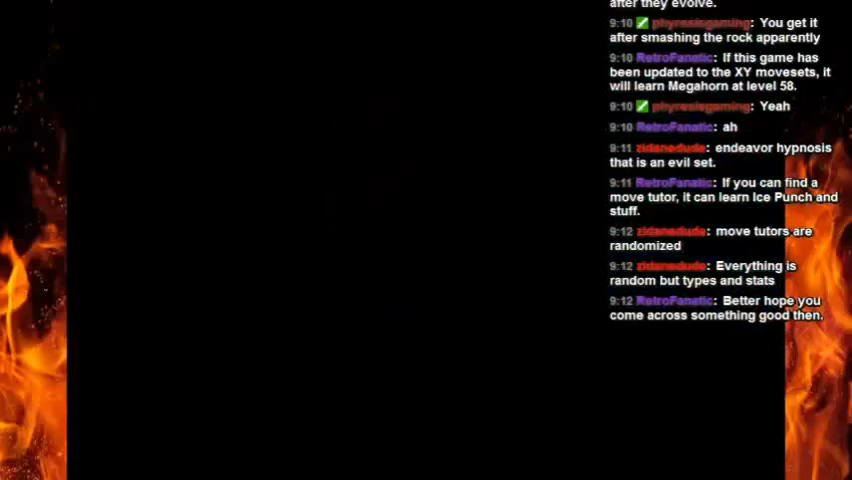 after they evolve.
9:10 phyresisgaming: You get it
after smashing the rock apparently
9:10 RetroFanatic: If this game has
been updated to the XY movesets, it
will learn Megahorn at level 58.
9:10 phyresisgaming: Yeah
9:10 RetroFanatic: ah
9:11 zidanedude: endeavor hypnosis
that is an evil set.
9:11 RetroFanatic: If you can find a
move tutor, it can learn Ice Punch and
stuff.
9:12 zidanedude: move tutors are
randomized
9:12 zidanedude: Everything is
random but types and stats
9:12 RetroFanatic: Better hope you
come across something good then.